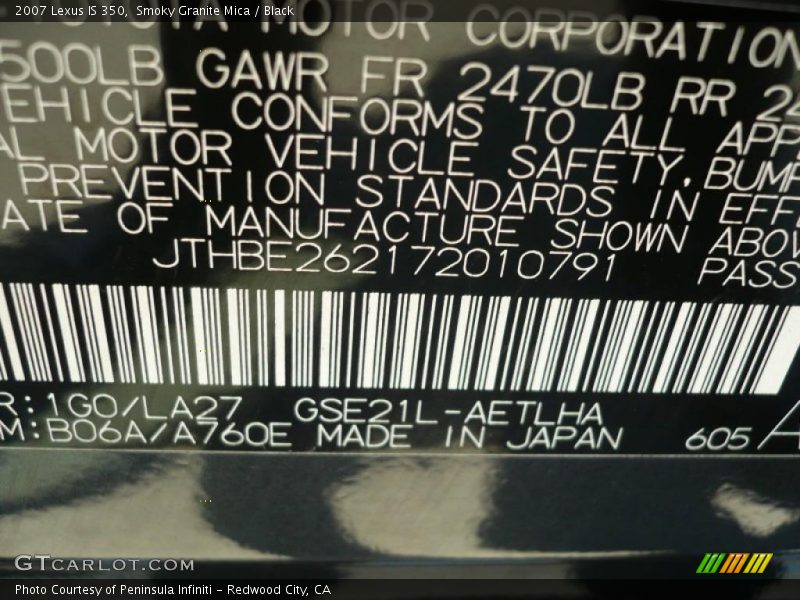 2007 Lexus IS 350, Smoky Granite Mica / Black
MOTOR CORPORATION
500LB GAWR FR 2470LB RR
EHICLE CONFORMS TO ALL APP
AL MOTOR VEHICLE SAFETY, BUMP
PREVENTION STANDARDS IN EFF
ATE OF MANUFACTURE SHOWN ABOV
JTHBE262172010791 PASS
R:1G0/LA27 GSE21L-AETLHA
M:B06A/A760E MADE IN JAPAN 605
GTCARLOT.COM
Photo Courtesy of Peninsula Infiniti - Redwood City, CA